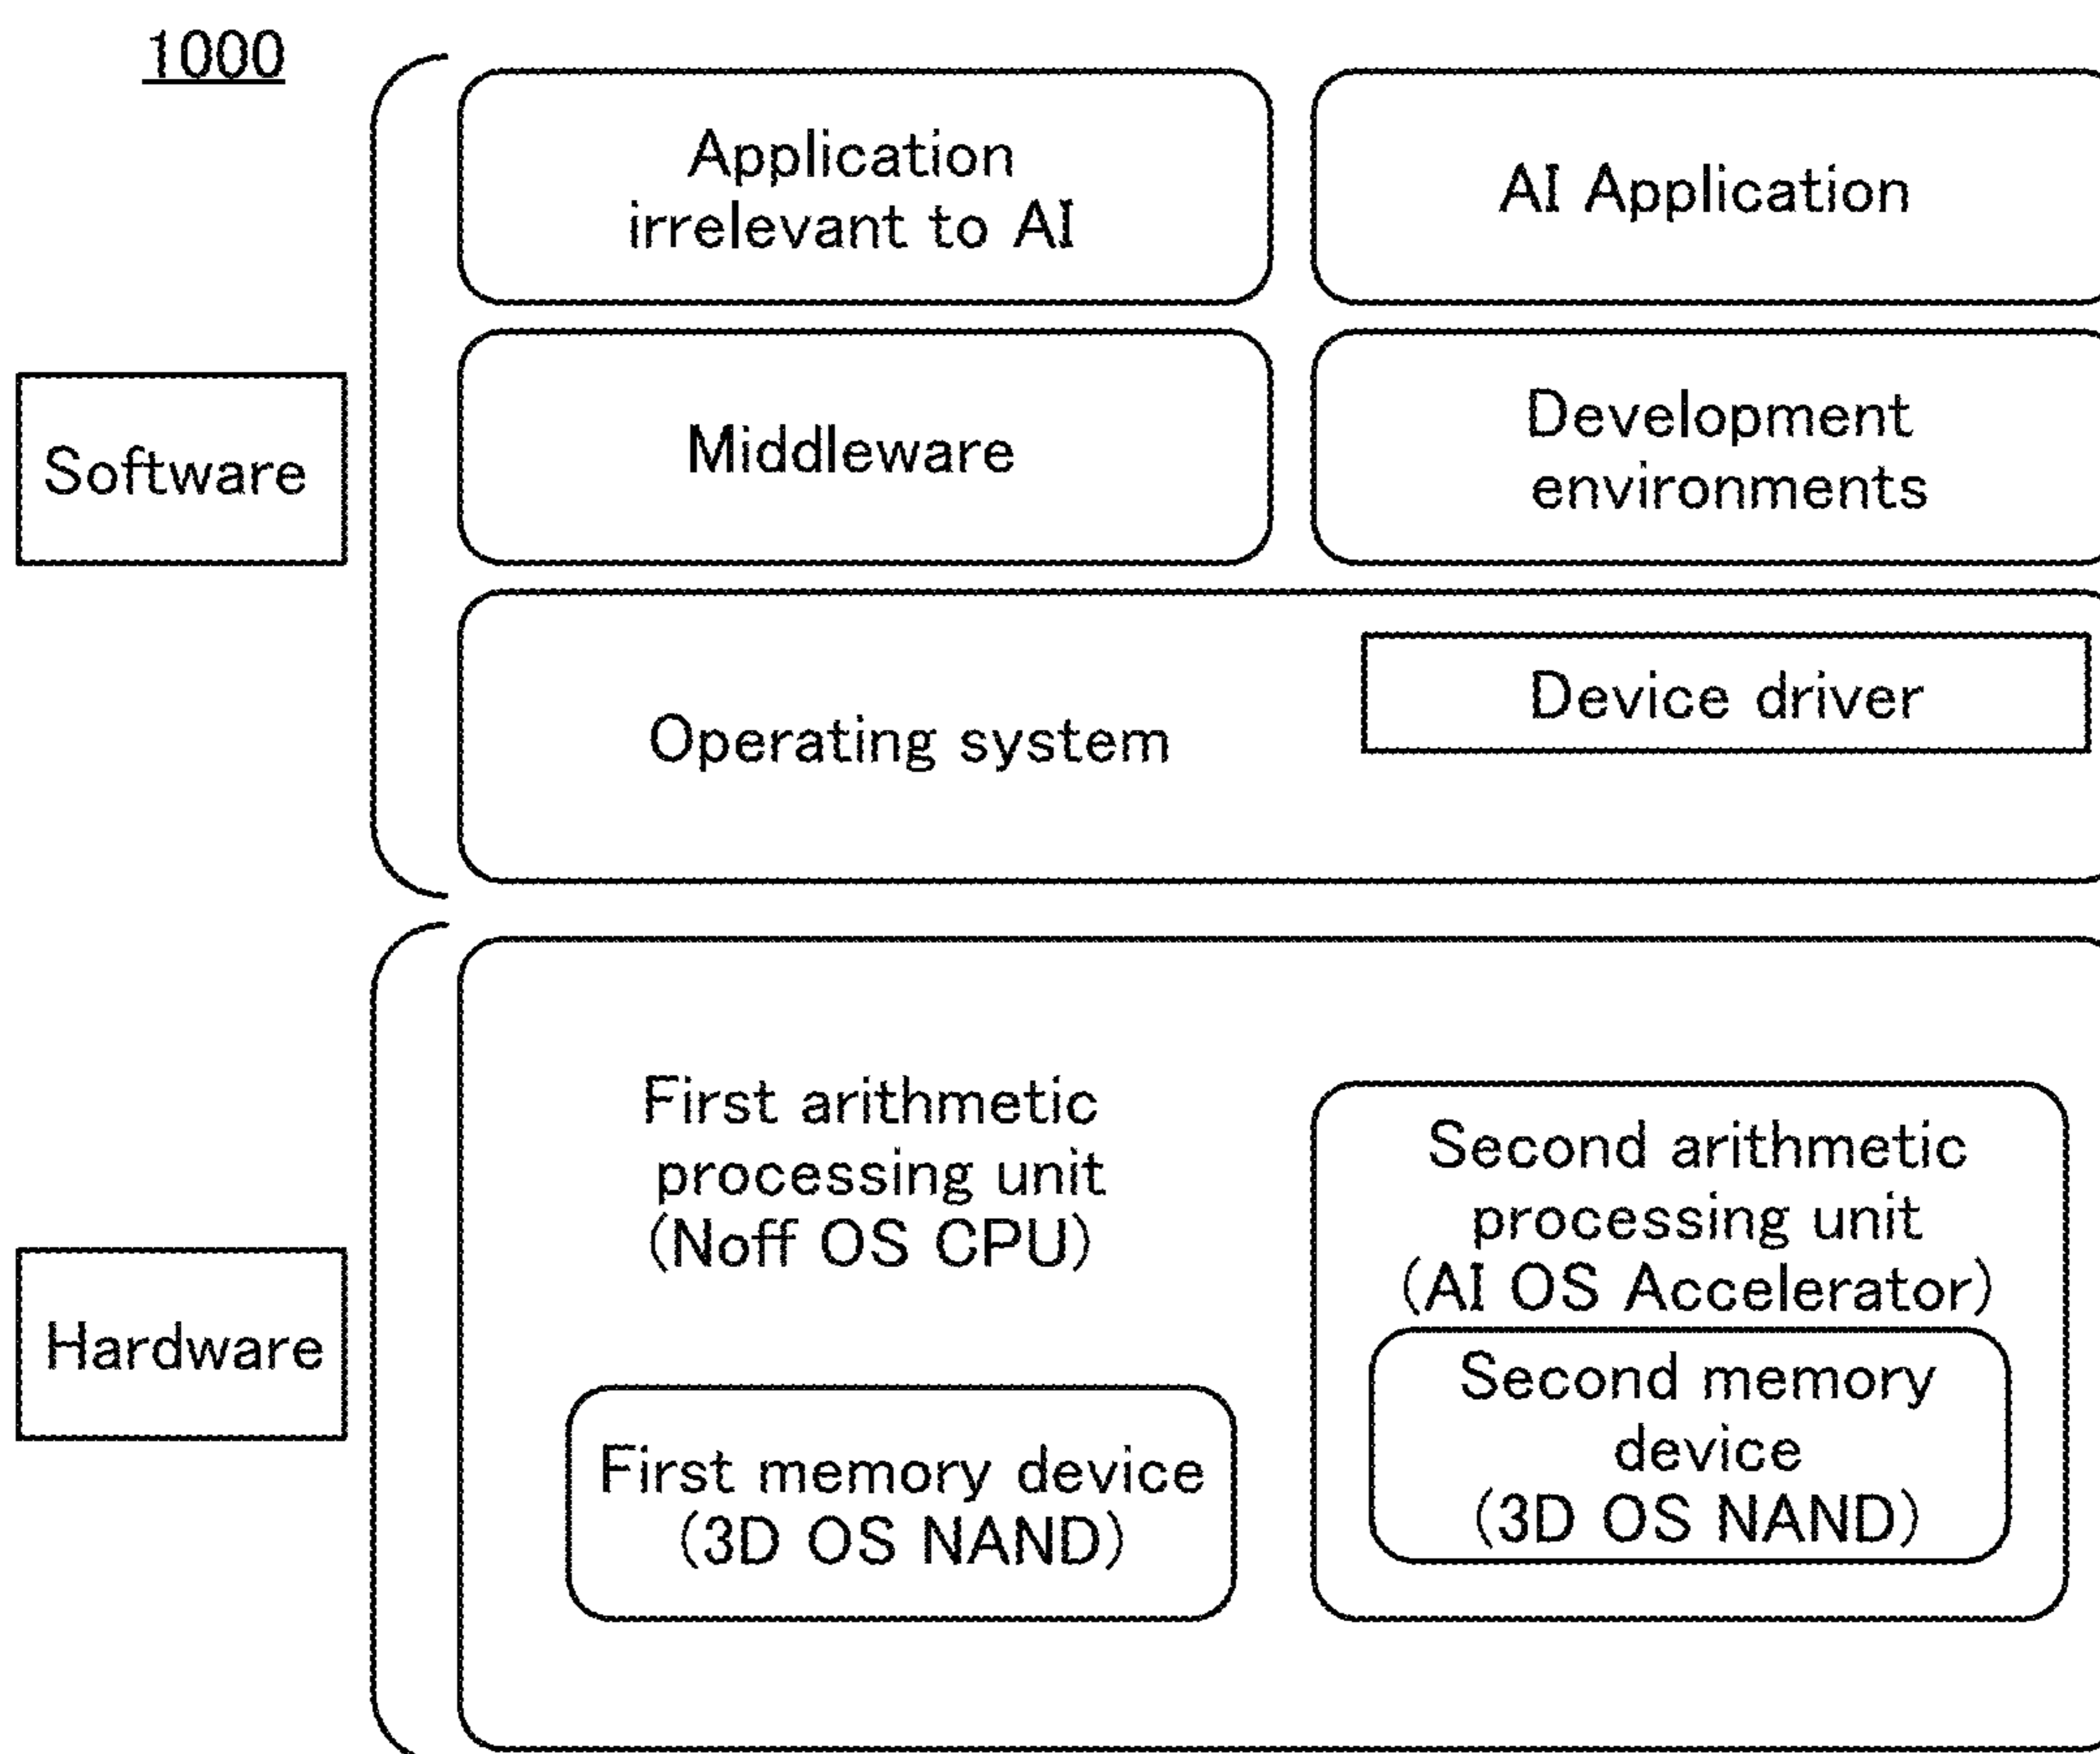 1000
Application
irrelevant to AI
AI Application
Software
Middleware
Development
environments
Operating system
Device driver
Hardware
First arithmetic
processing unit
(Noff OS CPU)
First memory device
(3D OS NAND)
Second arithmetic
processing unit
(AI OS Accelerator)
Second memory
device
(3D OS NAND)